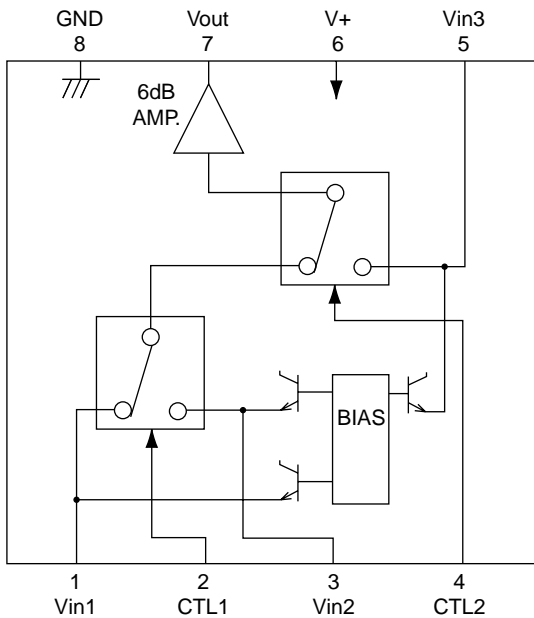 GND Vout V+ Vin3
8 7 6 5
6dB
AMP.
BIAS
1 2 3 4
Vin1 CTL1 Vin2 CTL2